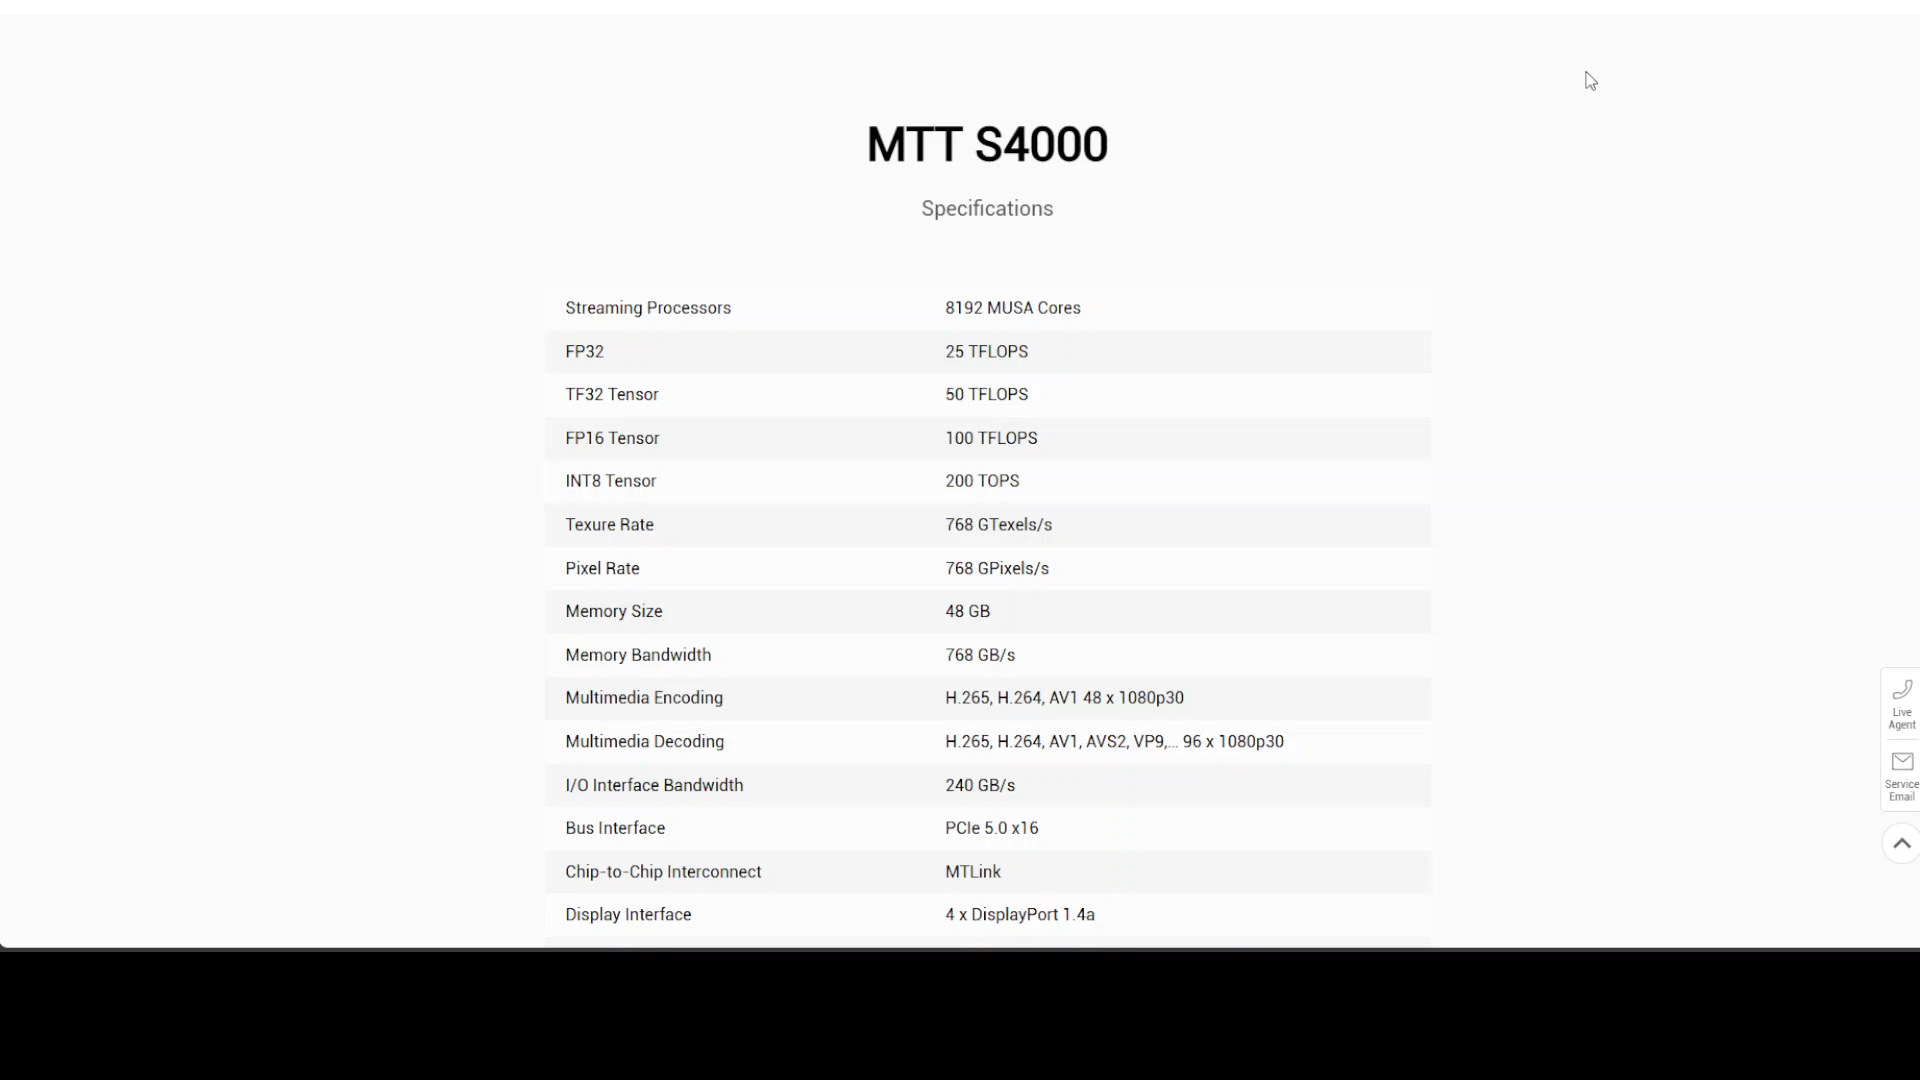 MTT S4000
Specifications
Streaming Processors 8192 MUSA Cores
FP32 25 TFLOPS
TF32 Tensor 50 TFLOPS
FP16 Tensor 100 TFLOPS
INT8 Tensor 200 TOPS
Texure Rate 768 GTexels/s
Pixel Rate 768 GPixels/s
Memory Size 48 GB
Memory Bandwidth 768 GB/s
Multimedia Encoding H.265, H.264, AV1 48 x 1080p30
Multimedia Decoding H.265, H.264, AV1, AVS2, VP9,... 96 x 1080p30
I/O Interface Bandwidth 240 GB/s
Bus Interface PCIe 5.0 x16
Chip-to-Chip Interconnect MTLink
Display Interface 4 x DisplayPort 1.4a
Live
Agent
Service
Email